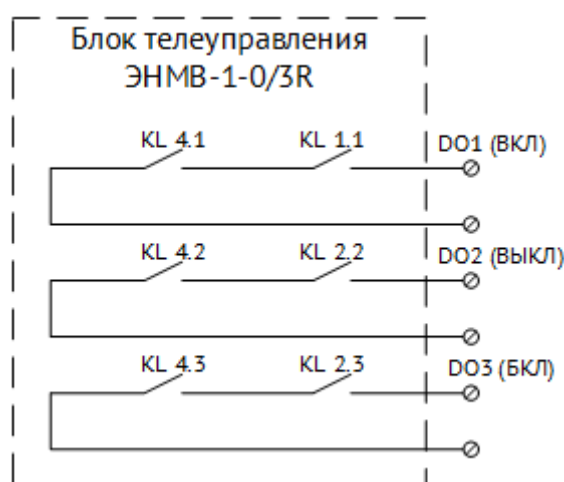 Блок телеуправления
ЭНМВ-1-0/3R
KL 4.1 KL 1.1 DO1 (ВКЛ)
KL 4.2 KL 2.2 DO2 (ВЫКЛ)
KL 4.3 KL 2.3 DO3 (БКЛ)